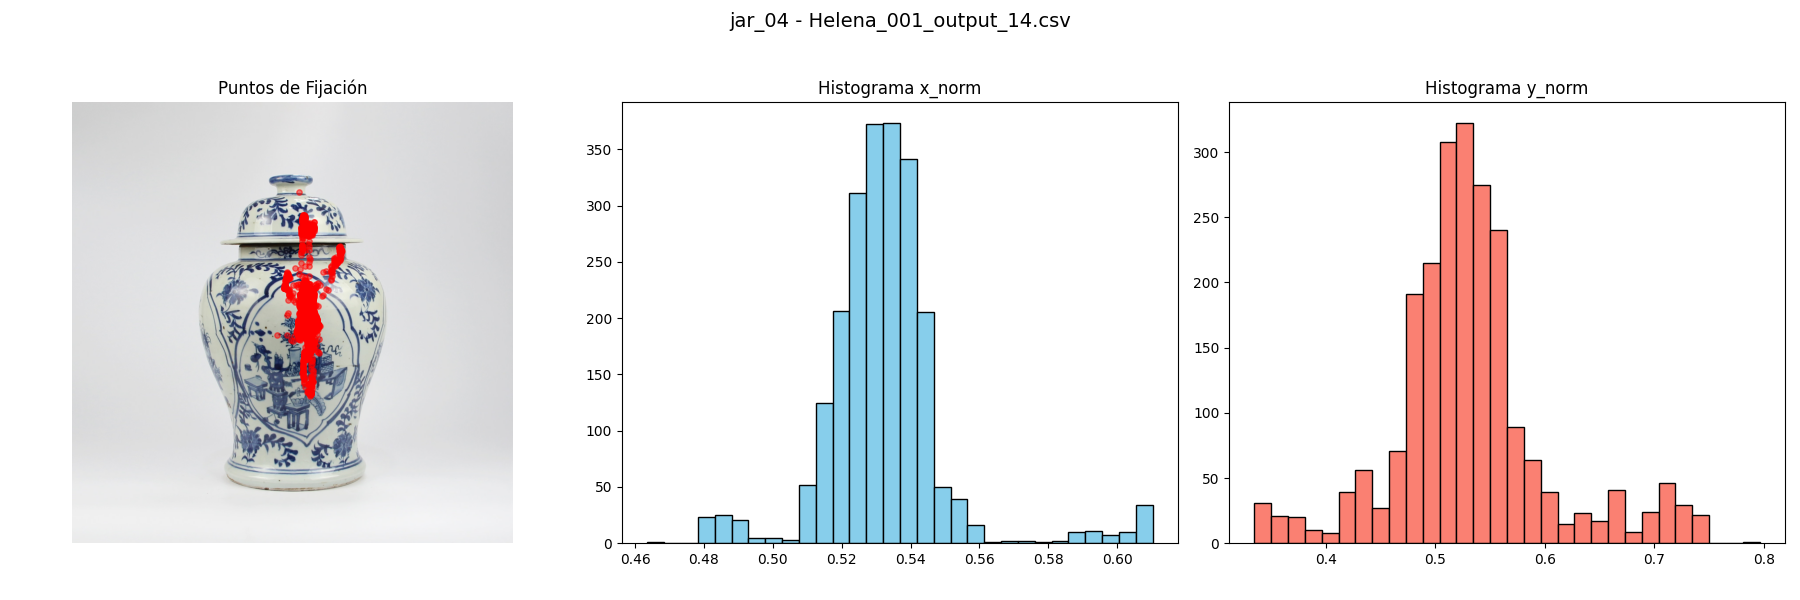 jar_04 - Helena_001_output_14.csv
Puntos de Fijación
Histograma x_norm
350
300
250
200
150
100
50
0
0.46 0.48 0.50 0.52 0.54 0.56 0.58 0.60
Histograma y_norm
300
250
200
150
100
50
0
0.4 0.5 0.6 0.7 0.8